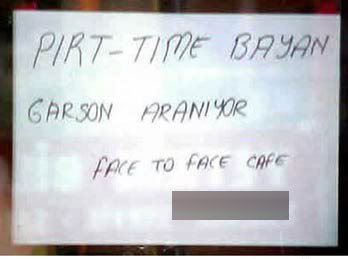 PIRT-TIME BAYAN
GARSON ARANIYOR
FACE TO FACE CAFE